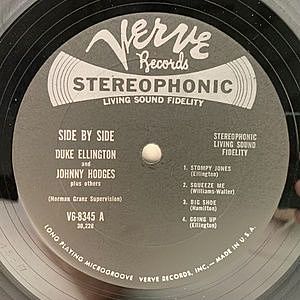 Verve
Records
STEREOPHONIC
LIVING SOUND FIDELITY
SIDE BY SIDE
DUKE ELLINGTON
and
JOHNNY HODGES
plus others
(Norman Granz Supervision)
VG-8345 A
30,220
STEREOPHONIC
LIVING SOUND
FIDELITY
1. STOMPY JONES
(Ellington)
2. SQUEEZE ME
(Williams-Waller)
3. BIG SHOE
(Hamilton)
4. GOING UP
(Ellington)
LONG PLAYING MICROGROOVE VERVE RECORDS, INC.—MADE IN U.S.A.